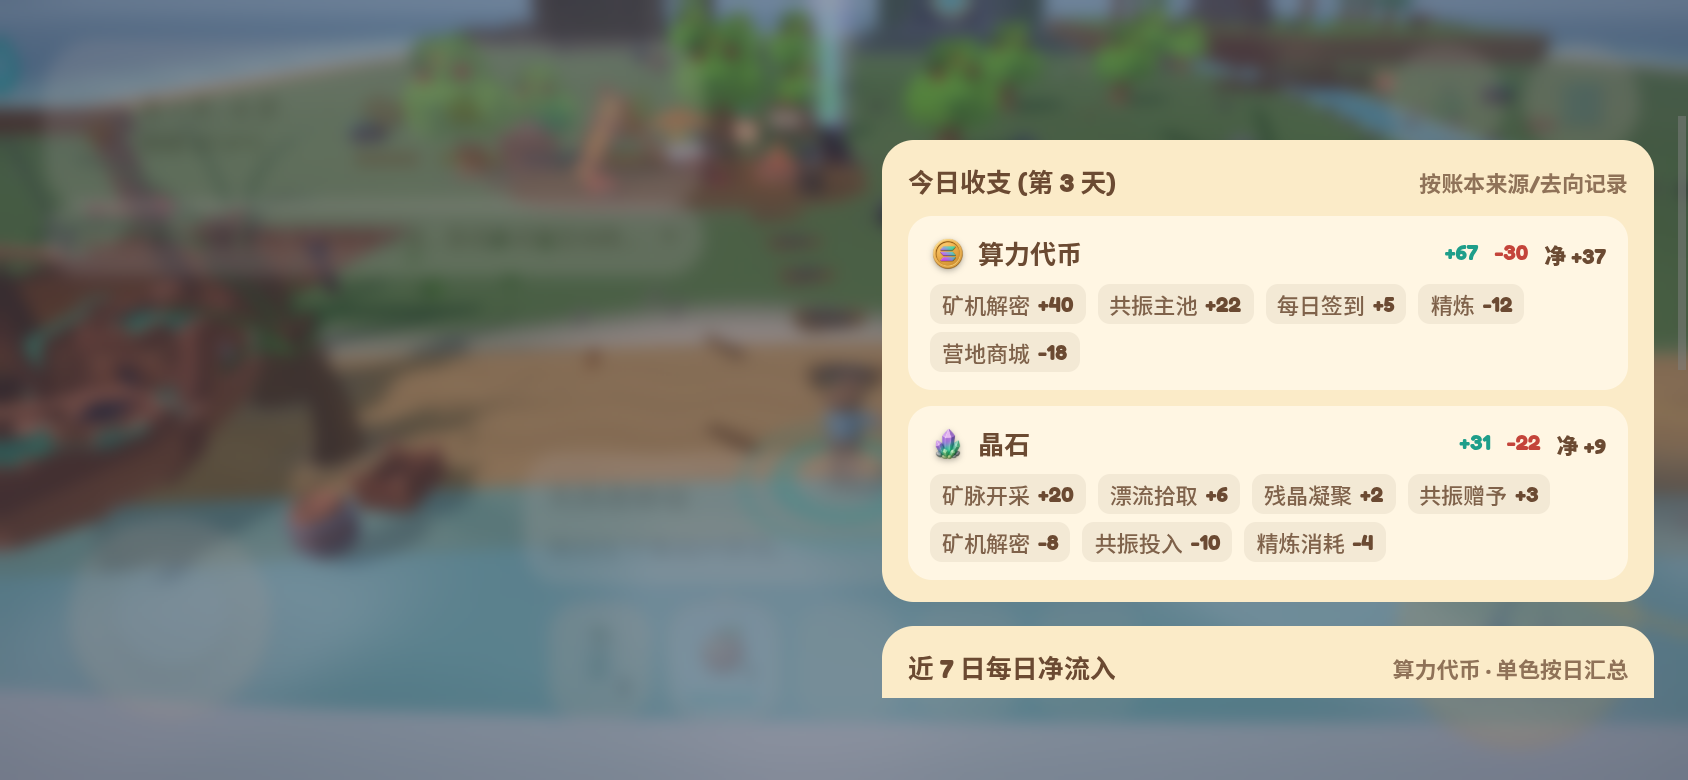 今日收支 (第 3 天) 按账本来源/去向记录
算力代币 +67 -30 净 +37
矿机解密 +40 共振主池 +22 每日签到 +5 精炼 -12
营地商城 -18
晶石 +31 -22 净 +9
矿脉开采 +20 漂流拾取 +6 残晶凝聚 +2 共振赠予 +3
矿机解密 -8 共振投入 -10 精炼消耗 -4
近 7 日每日净流入 算力代币 · 单色按日汇总